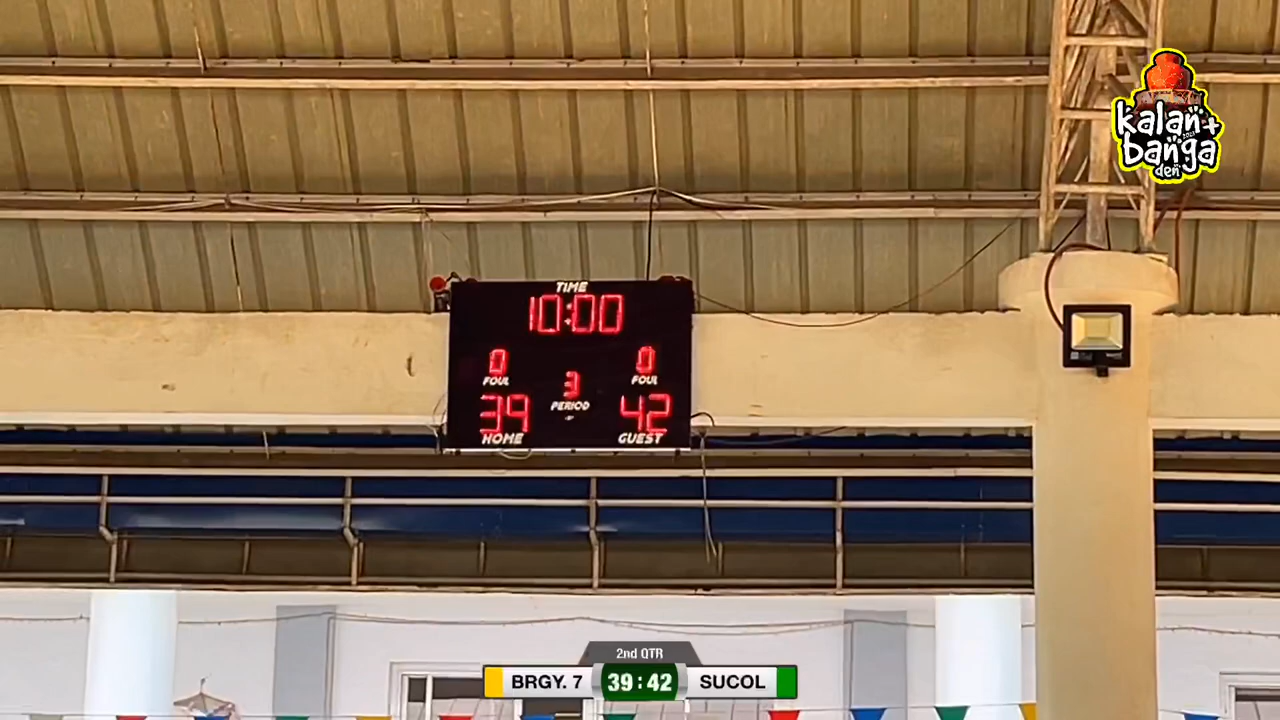 kalan+
banga
den
TIME
10:00
0 0
FOUL 3 FOUL
39 PERIOD 42
HOME GUEST
2nd QTR
BRGY. 7 39:42 SUCOL